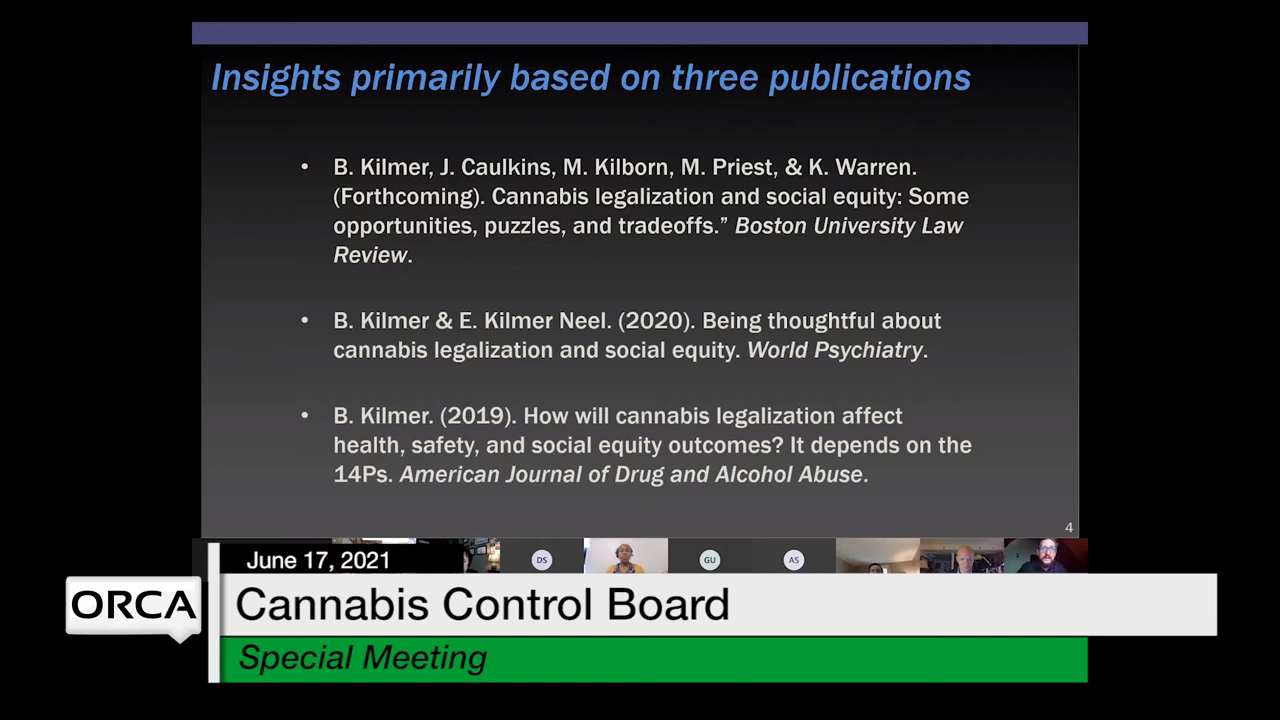 Insights primarily based on three publications
• B. Kilmer, J. Caulkins, M. Kilborn, M. Priest, & K. Warren.
(Forthcoming). Cannabis legalization and social equity: Some
opportunities, puzzles, and tradeoffs.” Boston University Law
Review.
• B. Kilmer & E. Kilmer Neel. (2020). Being thoughtful about
cannabis legalization and social equity. World Psychiatry.
• B. Kilmer. (2019). How will cannabis legalization affect
health, safety, and social equity outcomes? It depends on the
14Ps. American Journal of Drug and Alcohol Abuse.
4
DS
GU
AS
June 17, 2021
ORCA
Cannabis Control Board
Special Meeting